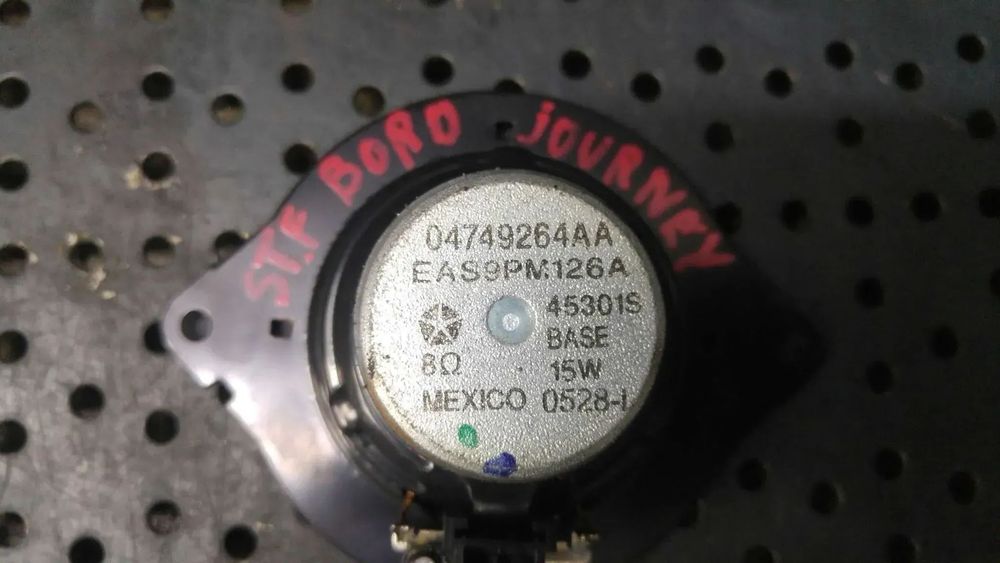 STF BORD JOURNEY
04749264AA
EAS9PM126A
45301S
BASE
8Ω 15W
MEXICO 0528-I